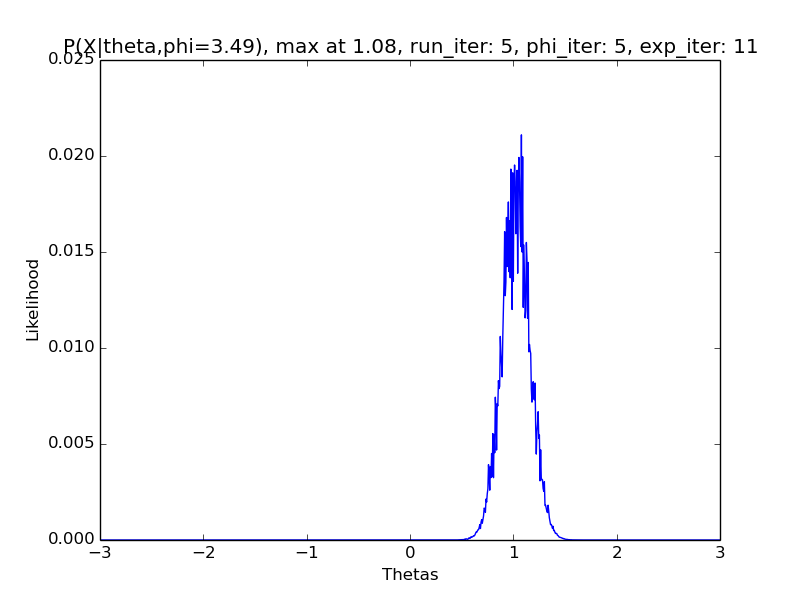 P(X|theta,phi=3.49), max at 1.08, run_iter: 5, phi_iter: 5, exp_iter: 11
0.025
0.020
0.015
0.010
0.005
0.000
Likelihood
−3 −2 −1 0 1 2 3
Thetas